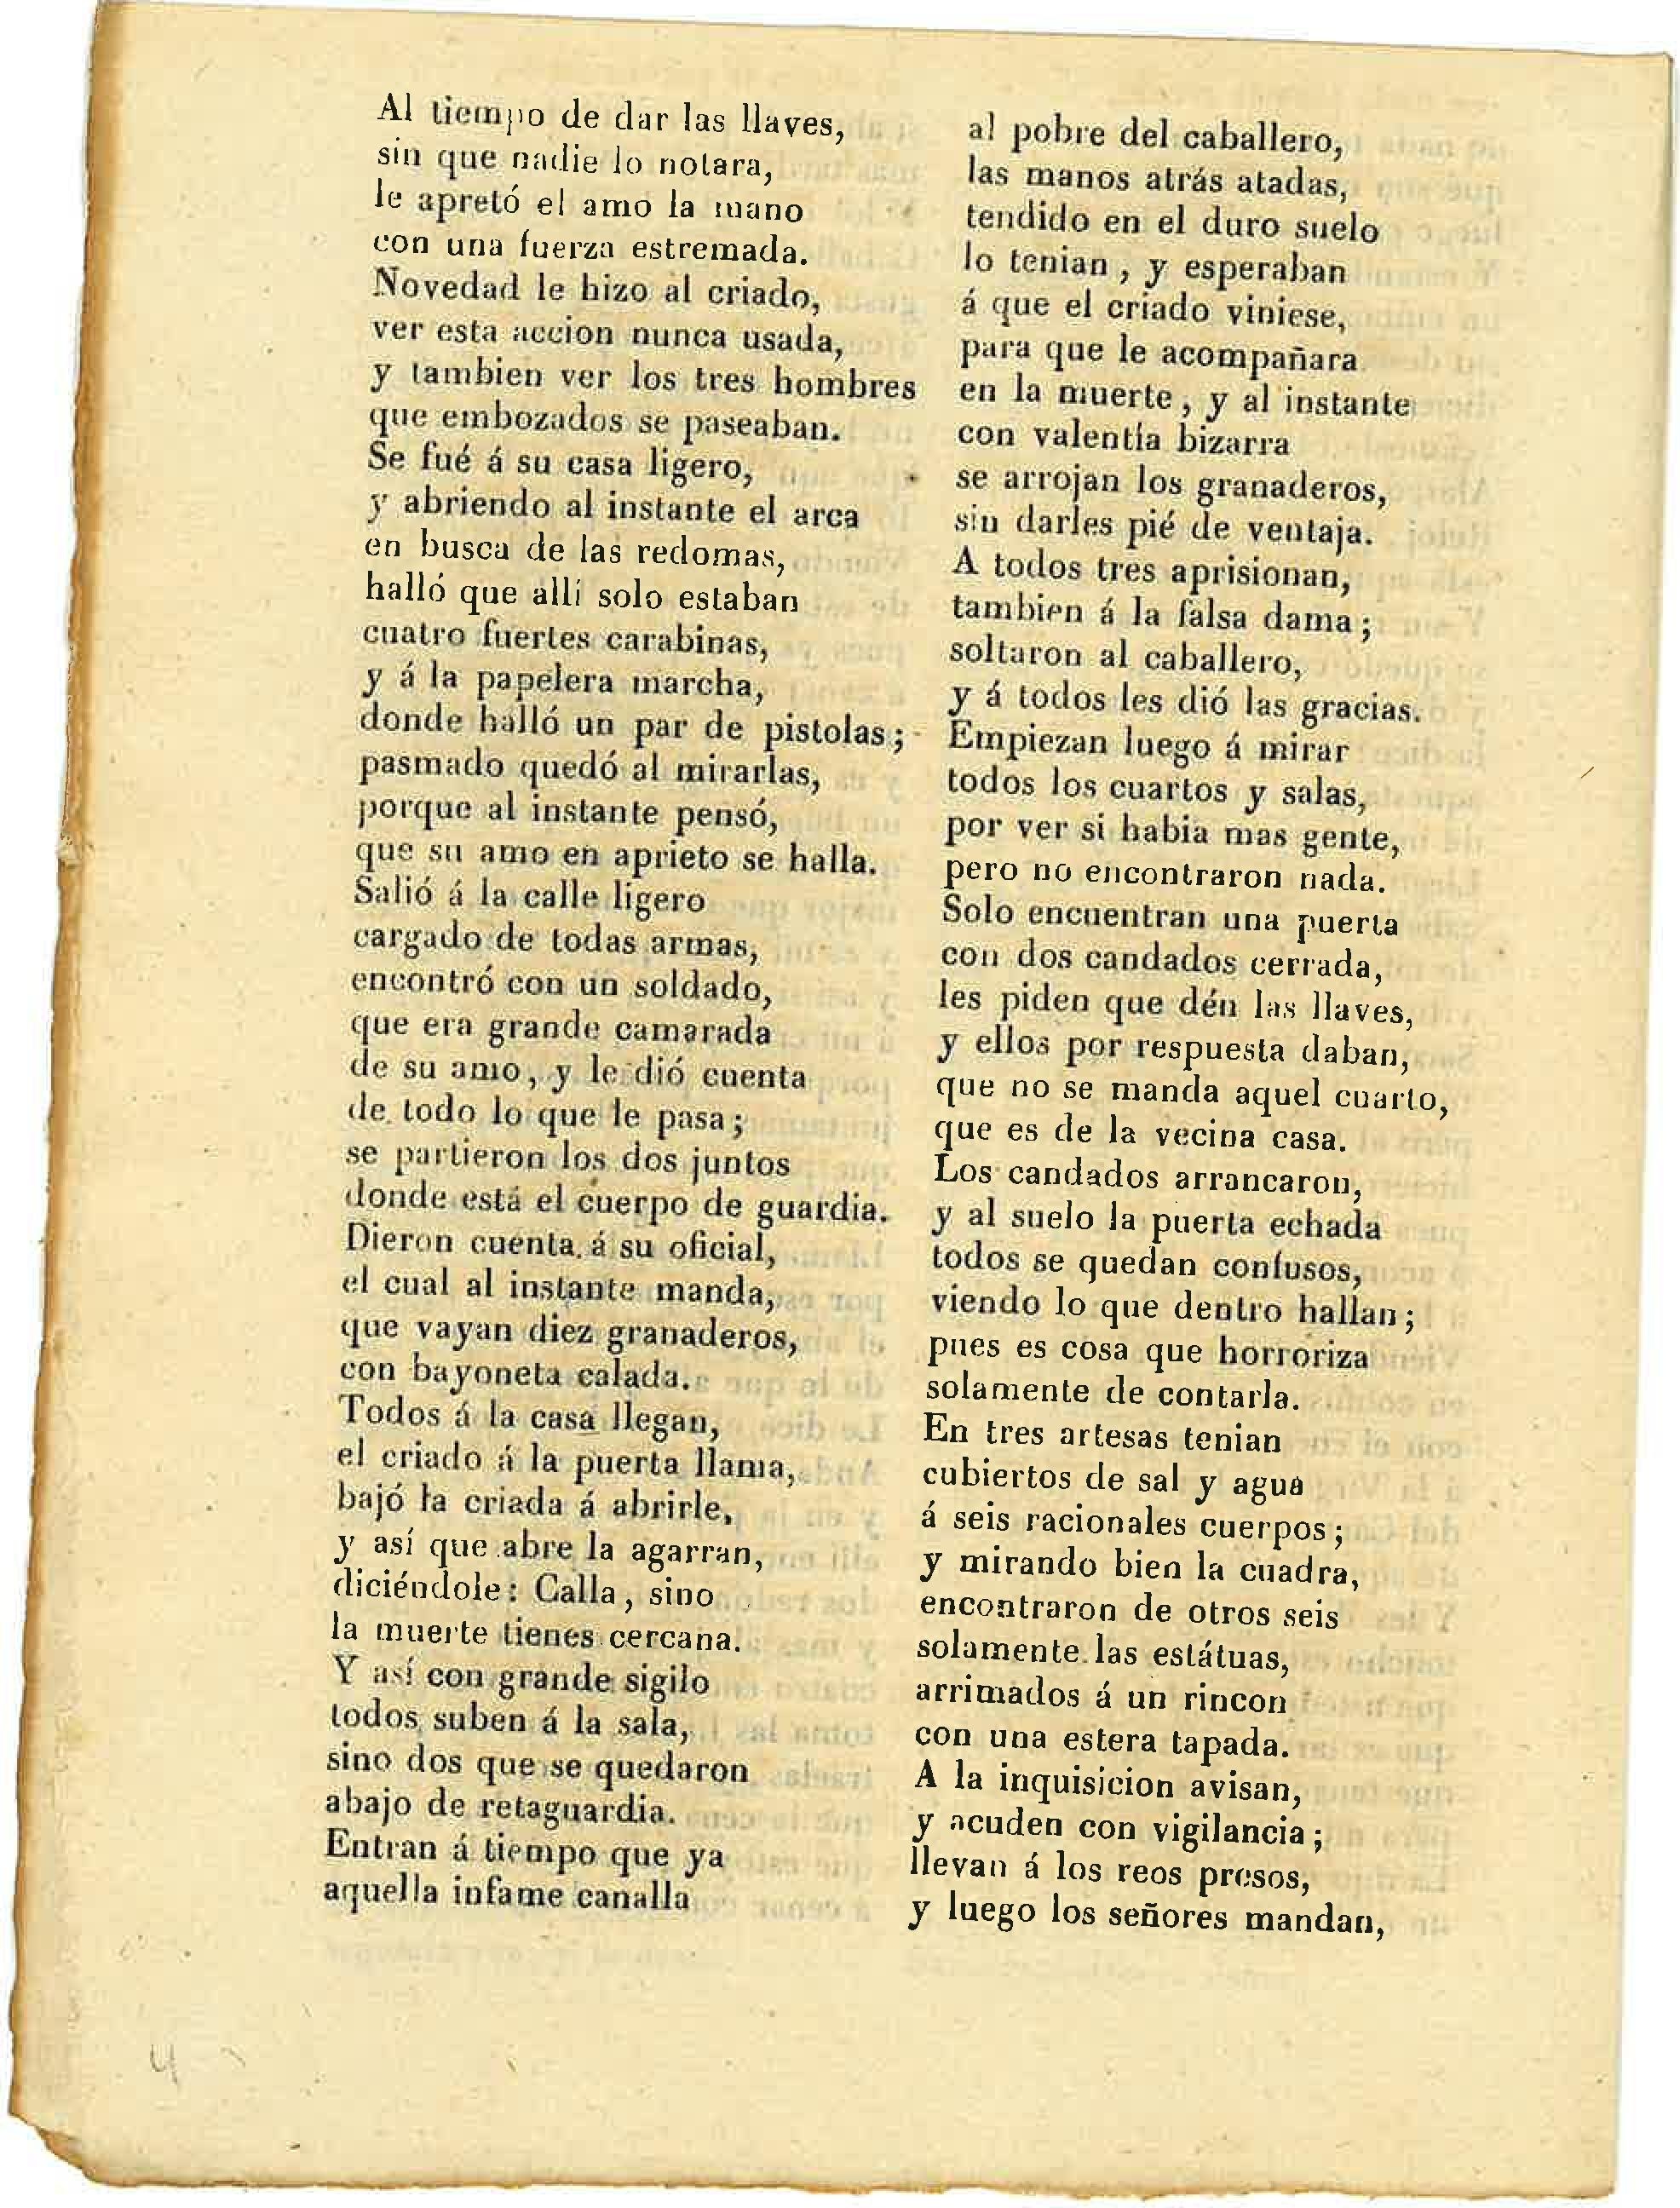 Al tiempo de dar las llaves,
sin que nadie lo notara,
le apretó el amo la mano
con una fuerza estremada.
Novedad le hizo al criado,
ver esta accion nunca usada,
y tambien ver los tres hombres
que embozados se paseaban.
Se fué á su casa ligero,
y abriendo al instante el arca
en busca de las redomas,
halló que allí solo estaban
cuatro fuertes carabinas,
y á la papelera marcha,
donde halló un par de pistolas;
pasmado quedó al mirarlas,
porque al instante pensó,
que su amo en aprieto se halla.
Salió á la calle ligero
cargado de todas armas,
encontró con un soldado,
que era grande camarada
de su amo, y le dió cuenta
de todo lo que le pasa;
se partieron los dos juntos
donde está el cuerpo de guardia.
Dieron cuenta á su oficial,
el cual al instante manda,
que vayan diez granaderos,
con bayoneta calada.
Todos á la casa llegan,
el criado á la puerta llama,
bajó la criada á abrirle,
y así que abre la agarran,
diciéndole: Calla, sino
la muerte tienes cercana.
Y así con grande sigilo
todos suben á la sala,
sino dos que se quedaron
abajo de retaguardia.
Entran á tiempo que ya
aquella infame canalla
al pobre del caballero,
las manos atrás atadas,
tendido en el duro suelo
lo tenian, y esperaban
á que el criado viniese,
para que le acompañara
en la muerte, y al instante
con valentía bizarra
se arrojan los granaderos,
sin darles pié de ventaja.
A todos tres aprisionan,
tambien á la falsa dama;
soltaron al caballero,
y á todos les dió las gracias.
Empiezan luego á mirar
todos los cuartos y salas,
por ver si habia mas gente,
pero no encontraron nada.
Solo encuentran una puerta
con dos candados cerrada,
les piden que dén las llaves,
y ellos por respuesta daban,
que no se manda aquel cuarto,
que es de la vecina casa.
Los candados arrancaron,
y al suelo la puerta echada
todos se quedan confusos,
viendo lo que dentro hallan;
pues es cosa que horroriza
solamente de contarla.
En tres artesas tenian
cubiertos de sal y agua
á seis racionales cuerpos;
y mirando bien la cuadra,
encontraron de otros seis
solamente las estátuas,
arrimados á un rincon
con una estera tapada.
A la inquisicion avisan,
y acuden con vigilancia;
llevan á los reos presos,
y luego los señores mandan,
4